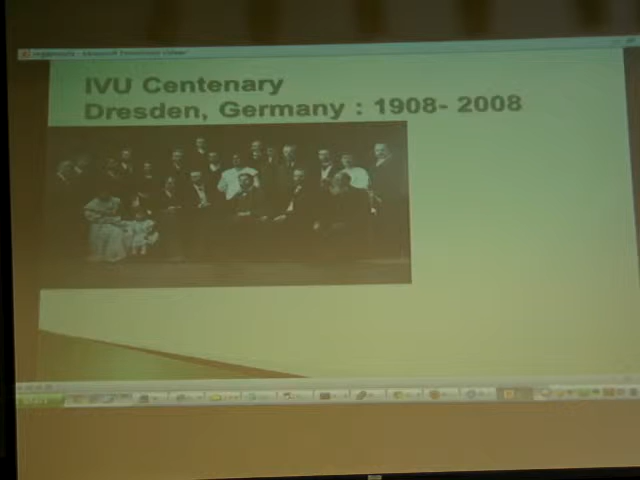 IVU Centenary
Dresden, Germany : 1908- 2008